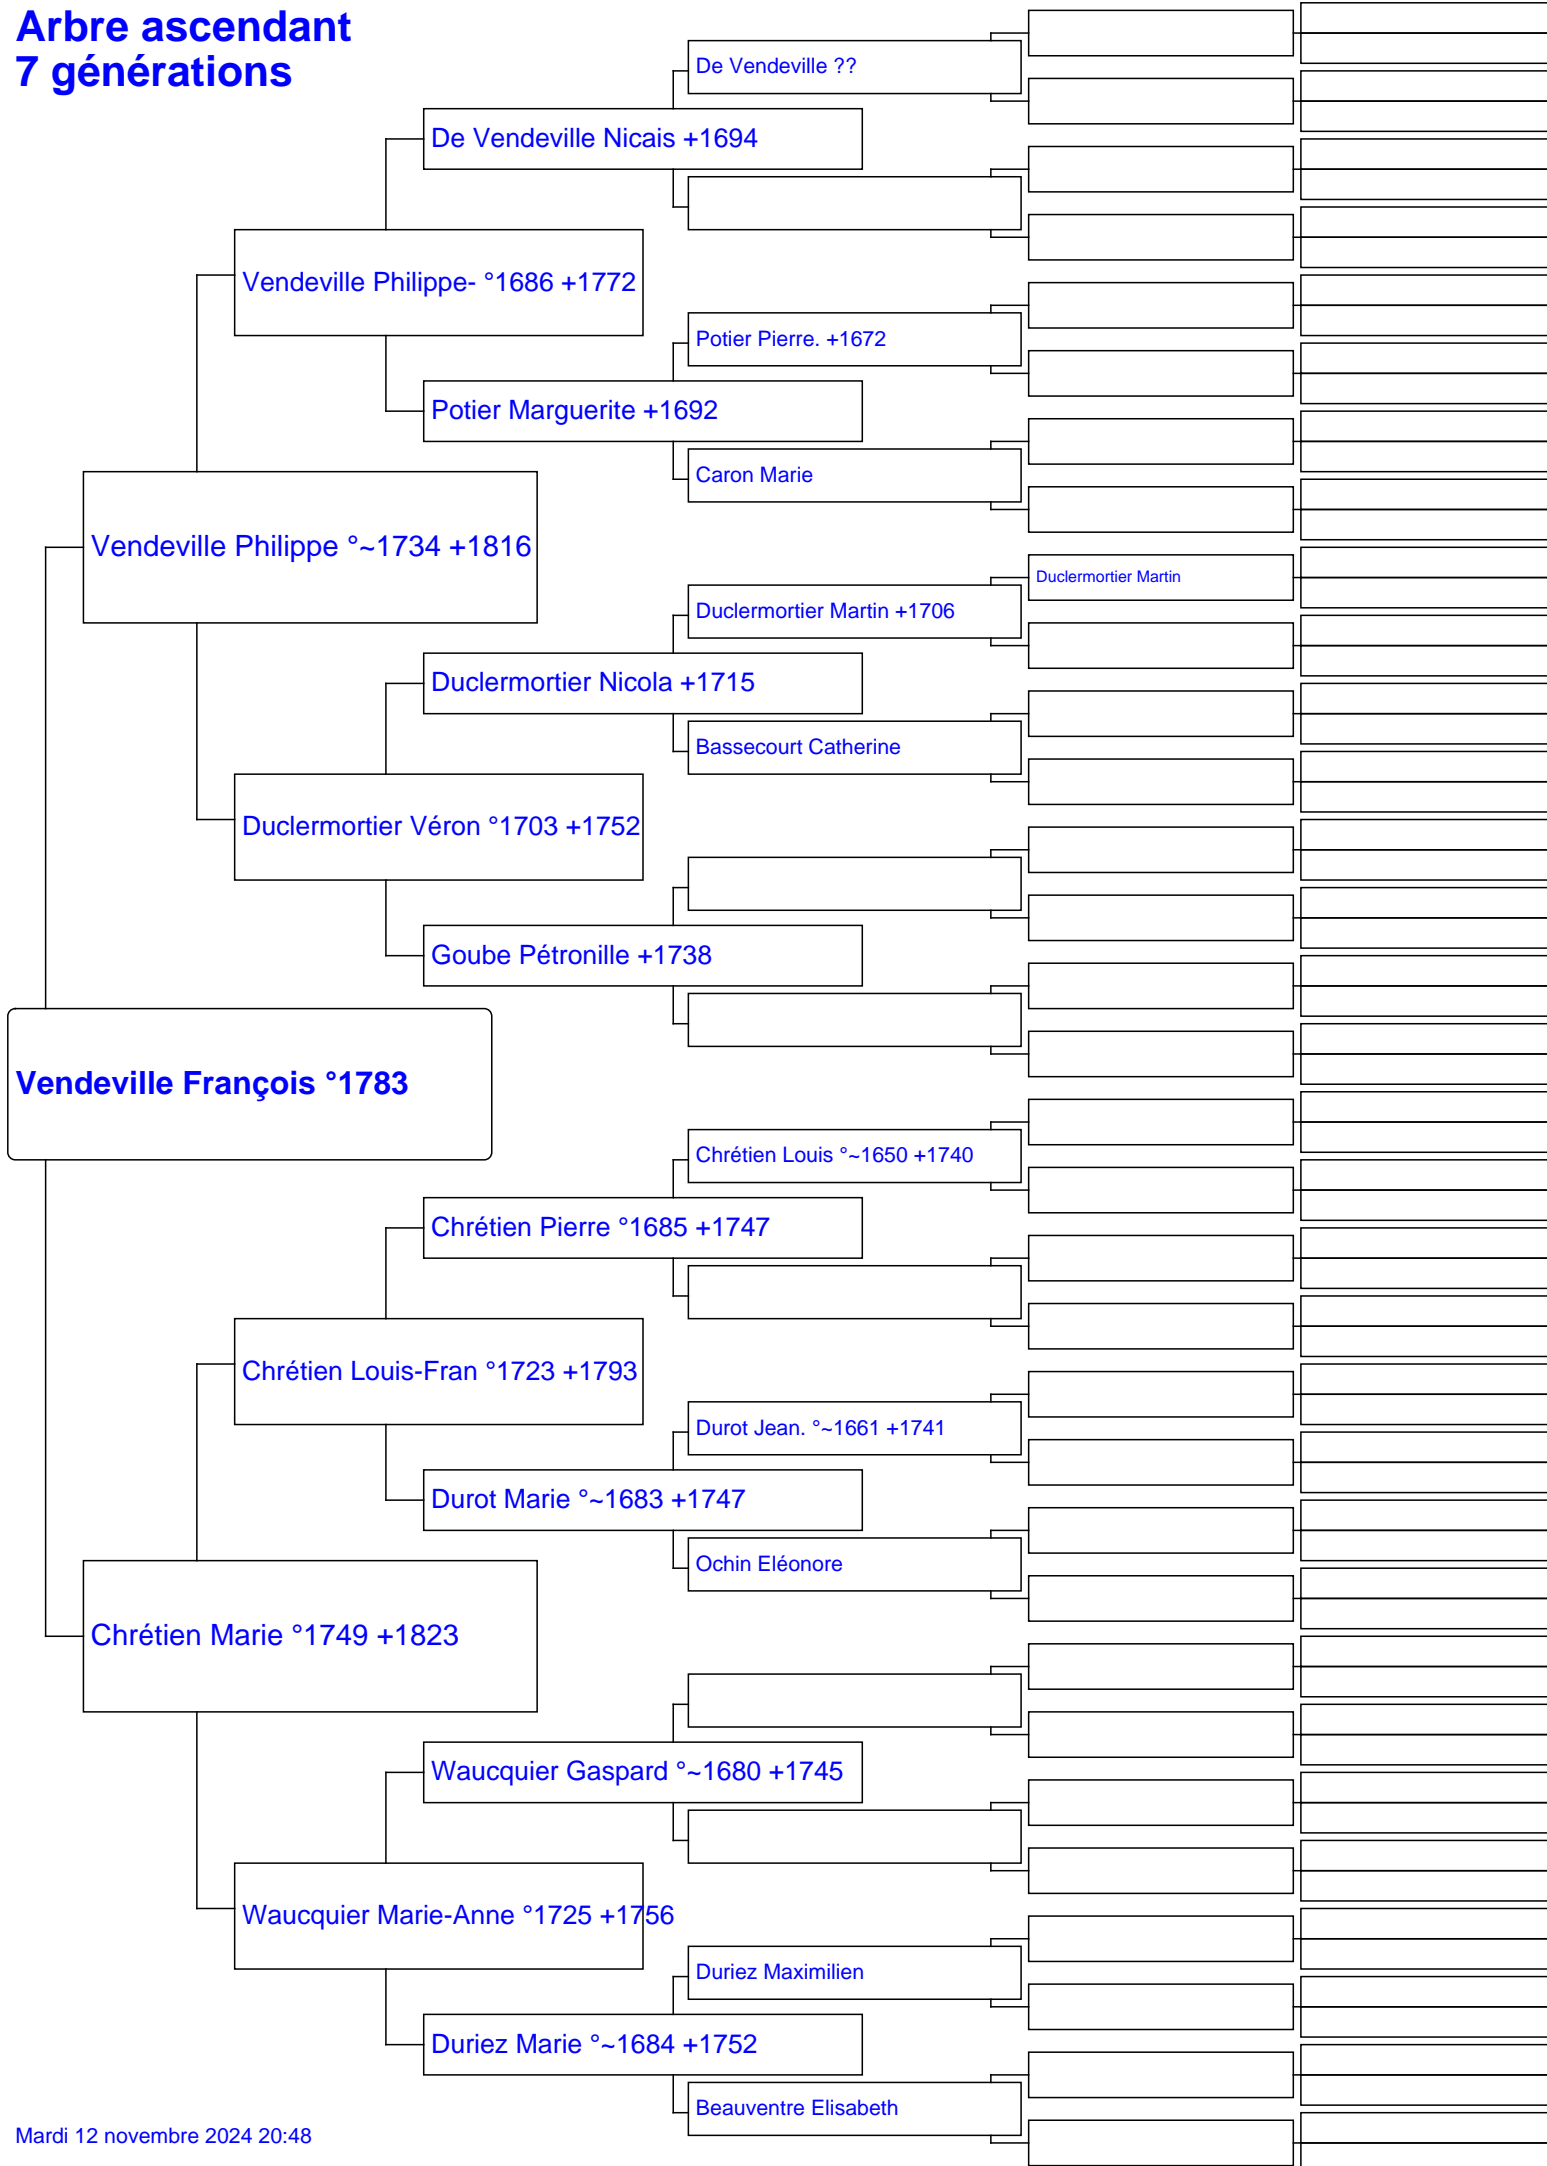 Arbre ascendant
7 générations
De Vendeville ??
De Vendeville Nicais +1694
Vendeville Philippe- °1686 +1772
Potier Pierre. +1672
Potier Marguerite +1692
Caron Marie
Vendeville Philippe °~1734 +1816
Duclermortier Martin
Duclermortier Martin +1706
Duclermortier Nicola +1715
Bassecourt Catherine
Duclermortier Véron °1703 +1752
Goube Pétronille +1738
Vendeville François °1783
Chrétien Louis °~1650 +1740
Chrétien Pierre °1685 +1747
Chrétien Louis-Fran °1723 +1793
Durot Jean. °~1661 +1741
Durot Marie °~1683 +1747
Ochin Eléonore
Chrétien Marie °1749 +1823
Waucquier Gaspard °~1680 +1745
Waucquier Marie-Anne °1725 +1756
Duriez Maximilien
Duriez Marie °~1684 +1752
Beauventre Elisabeth
Mardi 12 novembre 2024 20:48